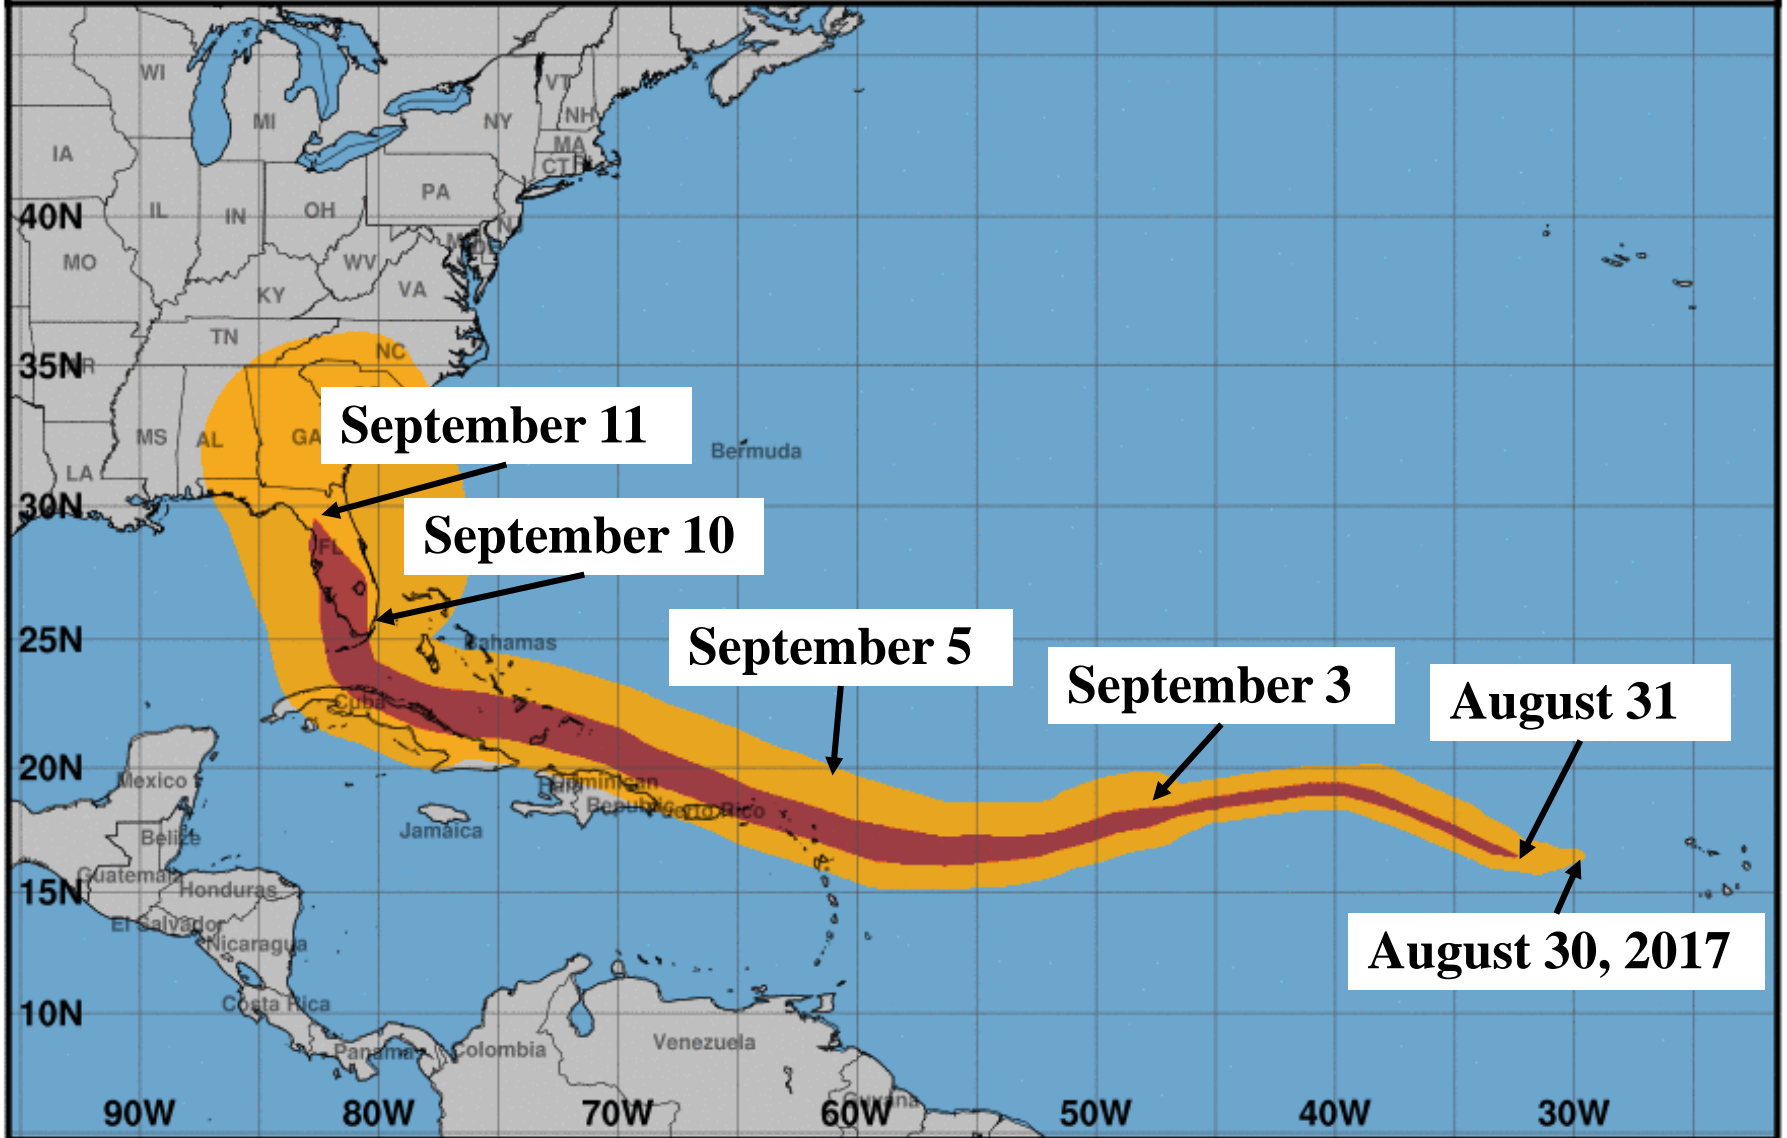 WI
MI
NY
VT
NH
MA
CT
IA
PA
IL
IN
OH
40N
MO
WV
VA
KY
TN
NC
35N
September 11
MS
AL
GA
Bermuda
LA
30N
September 10
FL
September 5
25N
Bahamas
September 3
August 31
Cuba
20N
Mexico
Dominican
Republic
Puerto Rico
Jamaica
Belize
Guatemala
15N
Honduras
El Salvador
Nicaragua
August 30, 2017
Costa Rica
10N
Panama
Colombia
Venezuela
Guyana
90W
80W
70W
60W
50W
40W
30W